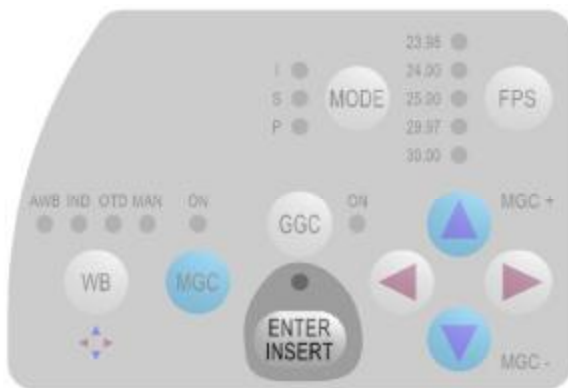 23.98
24.00
25.00
29.97
30.00
I
S
P
MODE
FPS
AWB IND OTD MAN ON
GGC
ON
MGC +
WB
MGC
ENTER
INSERT
MGC -